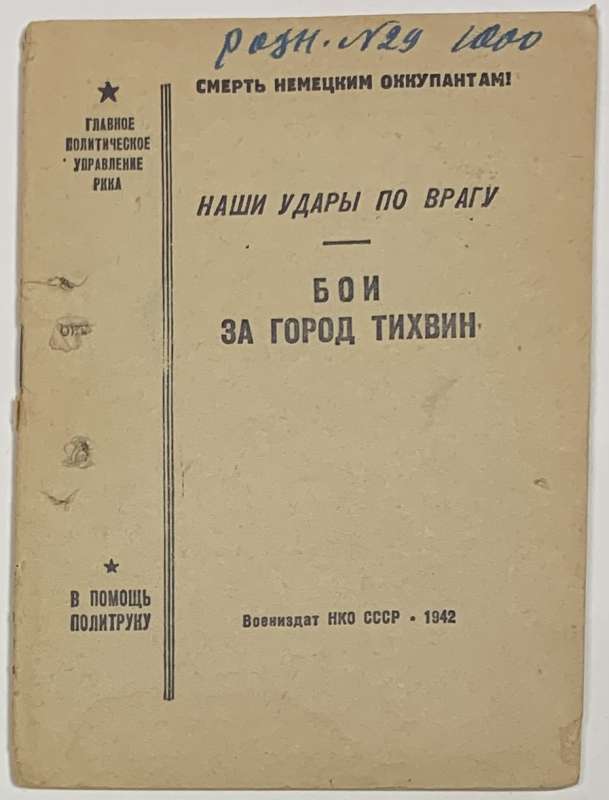 розн. №29 1000
СМЕРТЬ НЕМЕЦКИМ ОККУПАНТАМ!
ГЛАВНОЕ
ПОЛИТИЧЕСКОЕ
УПРАВЛЕНИЕ
РККА
НАШИ УДАРЫ ПО ВРАГУ
БОИ
ЗА ГОРОД ТИХВИН
В ПОМОЩЬ
ПОЛИТРУКУ
Воениздат НКО СССР • 1942